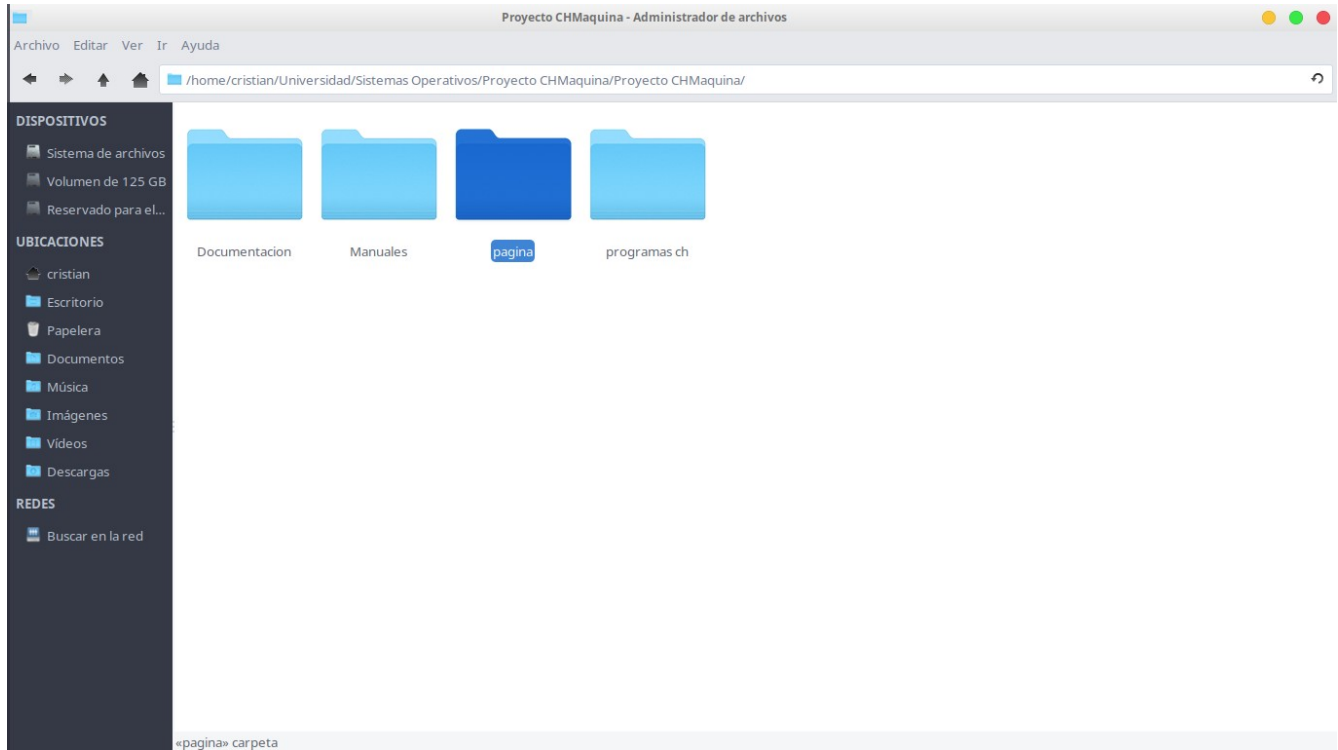 Proyecto CHMaquina - Administrador de archivos
Archivo Editar Ver Ir Ayuda
/home/cristian/Universidad/Sistemas Operativos/Proyecto CHMaquina/Proyecto CHMaquina/
DISPOSITIVOS
Sistema de archivos
Volumen de 125 GB
Reservado para el...
UBICACIONES
cristian
Escritorio
Papelera
Documentos
Música
Imágenes
Vídeos
Descargas
REDES
Buscar en la red
Documentacion
Manuales
pagina
programas ch
«pagina» carpeta